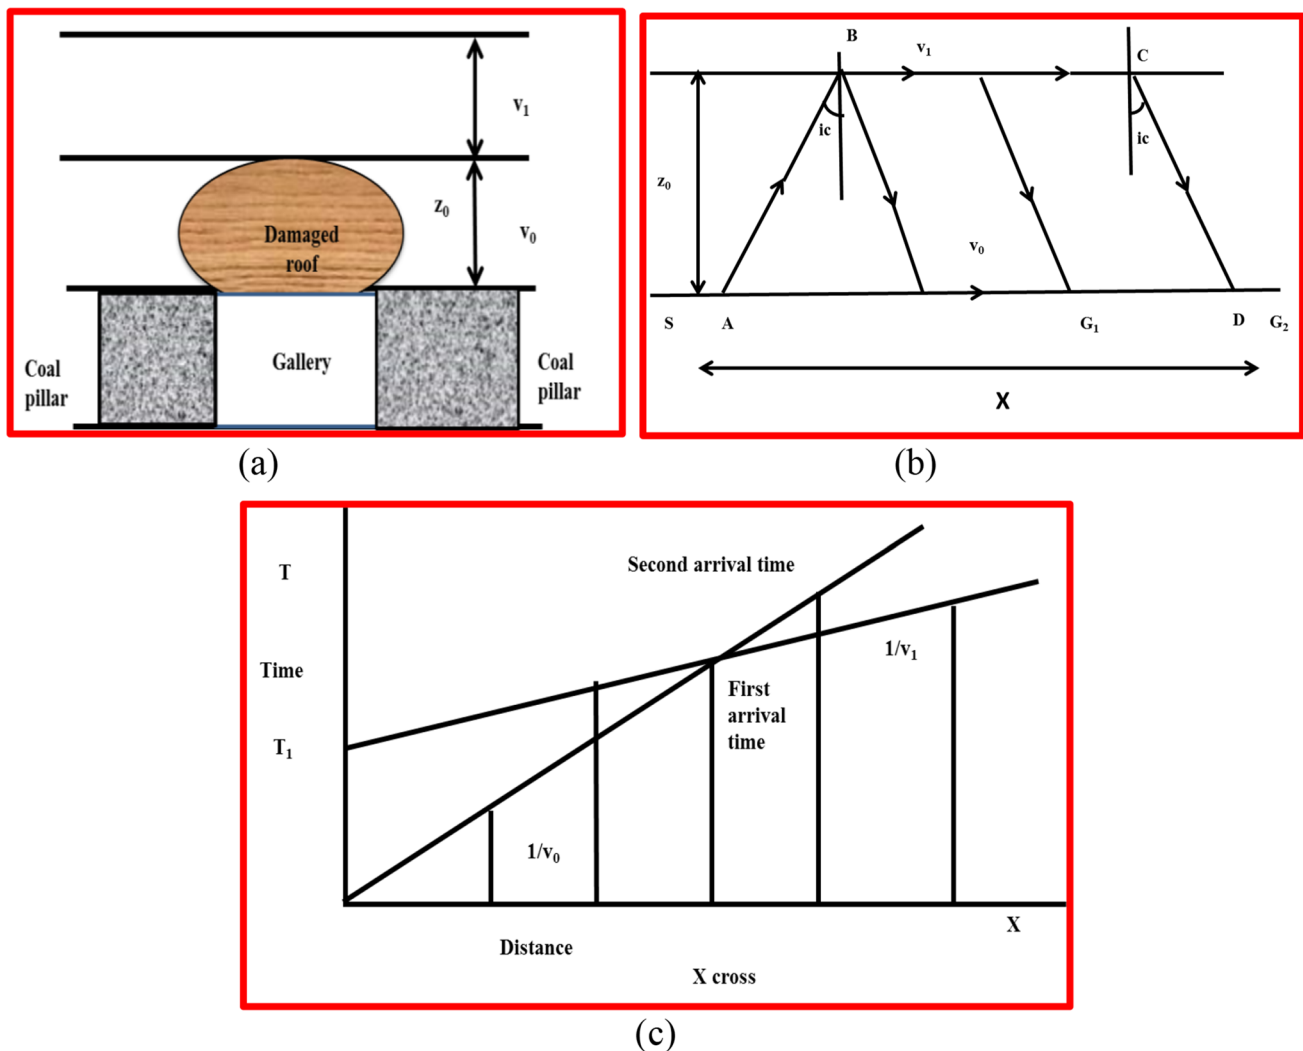 v₁
z₀
v₀
Damaged
roof
Coal
pillar
Gallery
Coal
pillar
(a)
B
v₁
C
ic
ic
z₀
v₀
S
A
G₁
D
G₂
X
(b)
T
Second arrival time
Time
1/v₁
First
arrival
time
T₁
1/v₀
X
Distance
X cross
(c)